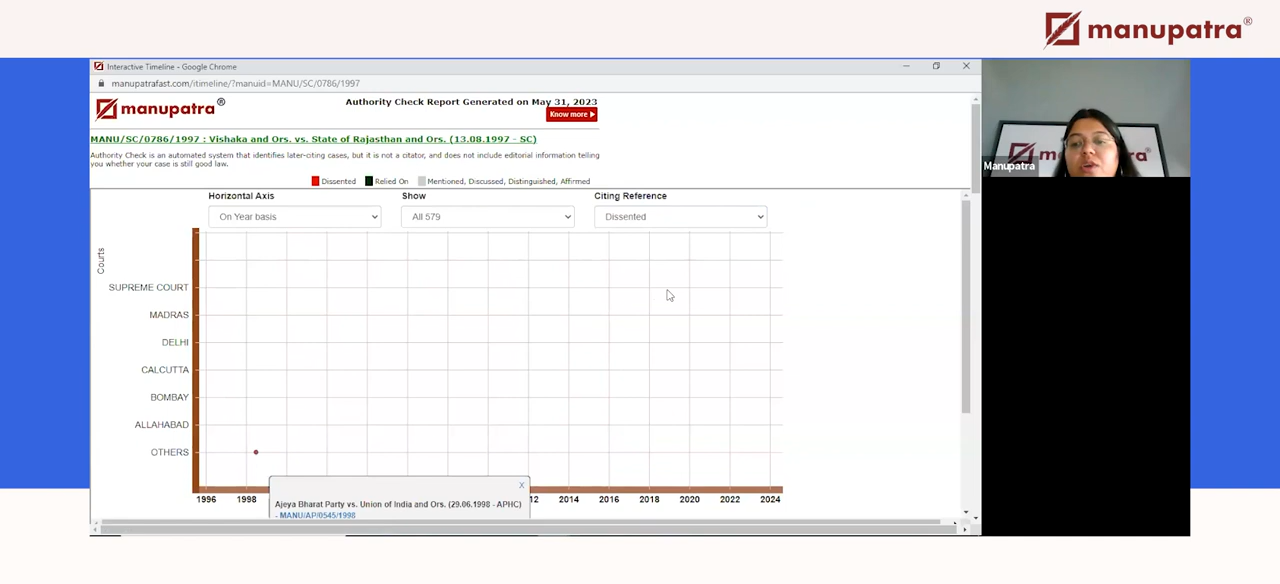 manupatra®
Interactive Timeline - Google Chrome
manupatrafast.com/itimeline/?manuid=MANU/SC/0786/1997
manupatra®
Authority Check Report Generated on May 31, 2023
Know more
MANU/SC/0786/1997 : Vishaka and Ors. vs. State of Rajasthan and Ors. (13.08.1997 - SC)
Authority Check is an automated system that identifies later-citing cases, but it is not a citator, and does not include editorial information telling
you whether your case is still good law.
Dissented Relied On Mentioned, Discussed, Distinguished, Affirmed
Horizontal Axis Show Citing Reference
On Year basis All 579 Dissented
Courts
SUPREME COURT
MADRAS
DELHI
CALCUTTA
BOMBAY
ALLAHABAD
OTHERS
X
1996 1998 12 2014 2016 2018 2020 2022 2024
Ajeya Bharat Party vs. Union of India and Ors. (29.06.1998 - APHC)
- MANU/AP/0545/1998
Manupatra